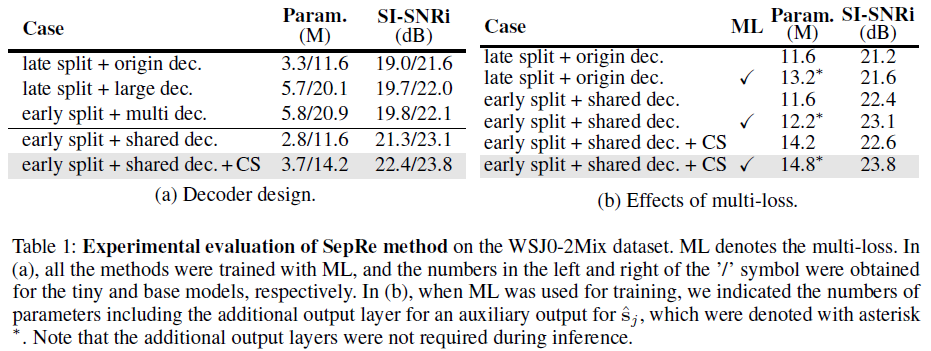 Case Param. (M) SI-SNRi (dB)
late split + origin dec. 3.3/11.6 19.0/21.6
late split + large dec. 5.7/20.1 19.7/22.0
early split + multi dec. 5.8/20.9 19.8/22.1
early split + shared dec. 2.8/11.6 21.3/23.1
early split + shared dec. + CS 3.7/14.2 22.4/23.8
(a) Decoder design.
Case ML Param. (M) SI-SNRi (dB)
late split + origin dec. 11.6 21.2
late split + origin dec. ✓ 13.2* 21.6
early split + shared dec. 11.6 22.4
early split + shared dec. ✓ 12.2* 23.1
early split + shared dec. + CS 14.2 22.6
early split + shared dec. + CS ✓ 14.8* 23.8
(b) Effects of multi-loss.
Table 1: Experimental evaluation of SepRe method on the WSJ0-2Mix dataset. ML denotes the multi-loss. In
(a), all the methods were trained with ML, and the numbers in the left and right of the ’/’ symbol were obtained
for the tiny and base models, respectively. In (b), when ML was used for training, we indicated the numbers of
parameters including the additional output layer for an auxiliary output for ŝⱼ, which were denoted with asterisk
*. Note that the additional output layers were not required during inference.